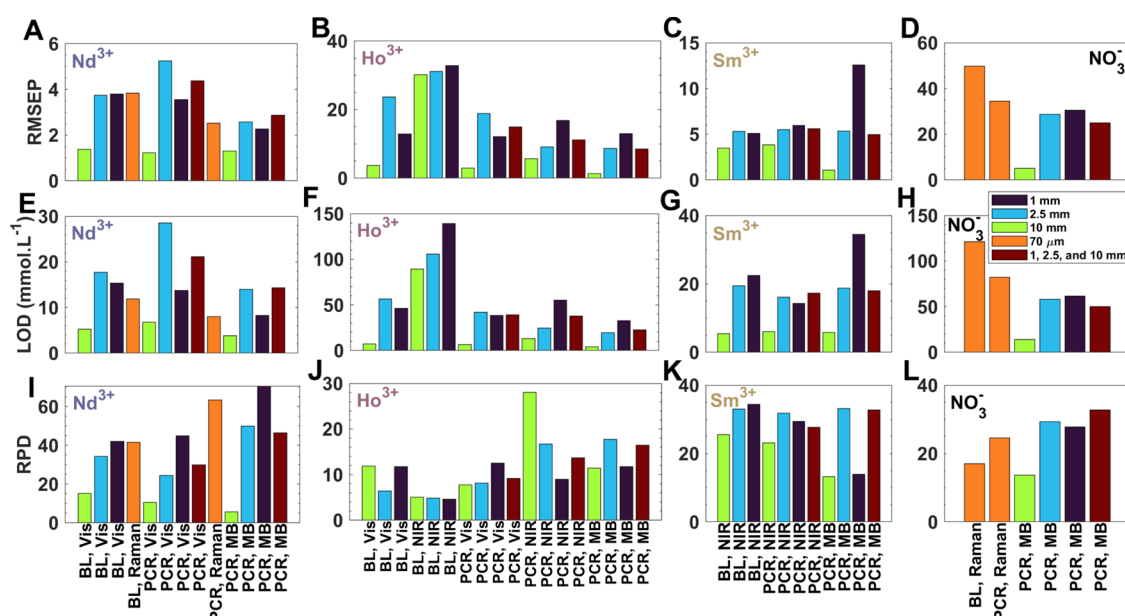 A
Nd3+
RMSEP
6
4
2
0
B
Ho3+
40
20
0
C
Sm3+
15
10
5
0
D
NO3-
60
40
20
0
E
Nd3+
LOD (mmol.L-1)
30
20
10
0
F
Ho3+
150
100
50
0
G
Sm3+
40
20
0
H
NO3-
150
100
50
0
1 mm
2.5 mm
10 mm
70 μm
1, 2.5, and 10 mm
I
Nd3+
RPD
60
40
20
0
BL, Vis
BL, Vis
BL, Vis
BL, Raman
PCR, Vis
PCR, Vis
PCR, Vis
PCR, Vis
PCR, Raman
PCR, MB
PCR, MB
PCR, MB
PCR, MB
J
Ho3+
30
20
10
0
BL, Vis
BL, Vis
BL, Vis
BL, NIR
BL, NIR
BL, NIR
PCR, Vis
PCR, Vis
PCR, Vis
PCR, Vis
PCR, NIR
PCR, NIR
PCR, NIR
PCR, NIR
PCR, MB
PCR, MB
PCR, MB
PCR, MB
K
Sm3+
40
20
0
BL, NIR
BL, NIR
BL, NIR
PCR, NIR
PCR, NIR
PCR, NIR
PCR, NIR
PCR, MB
PCR, MB
PCR, MB
PCR, MB
L
NO3-
40
20
0
BL, Raman
PCR, Raman
PCR, MB
PCR, MB
PCR, MB
PCR, MB